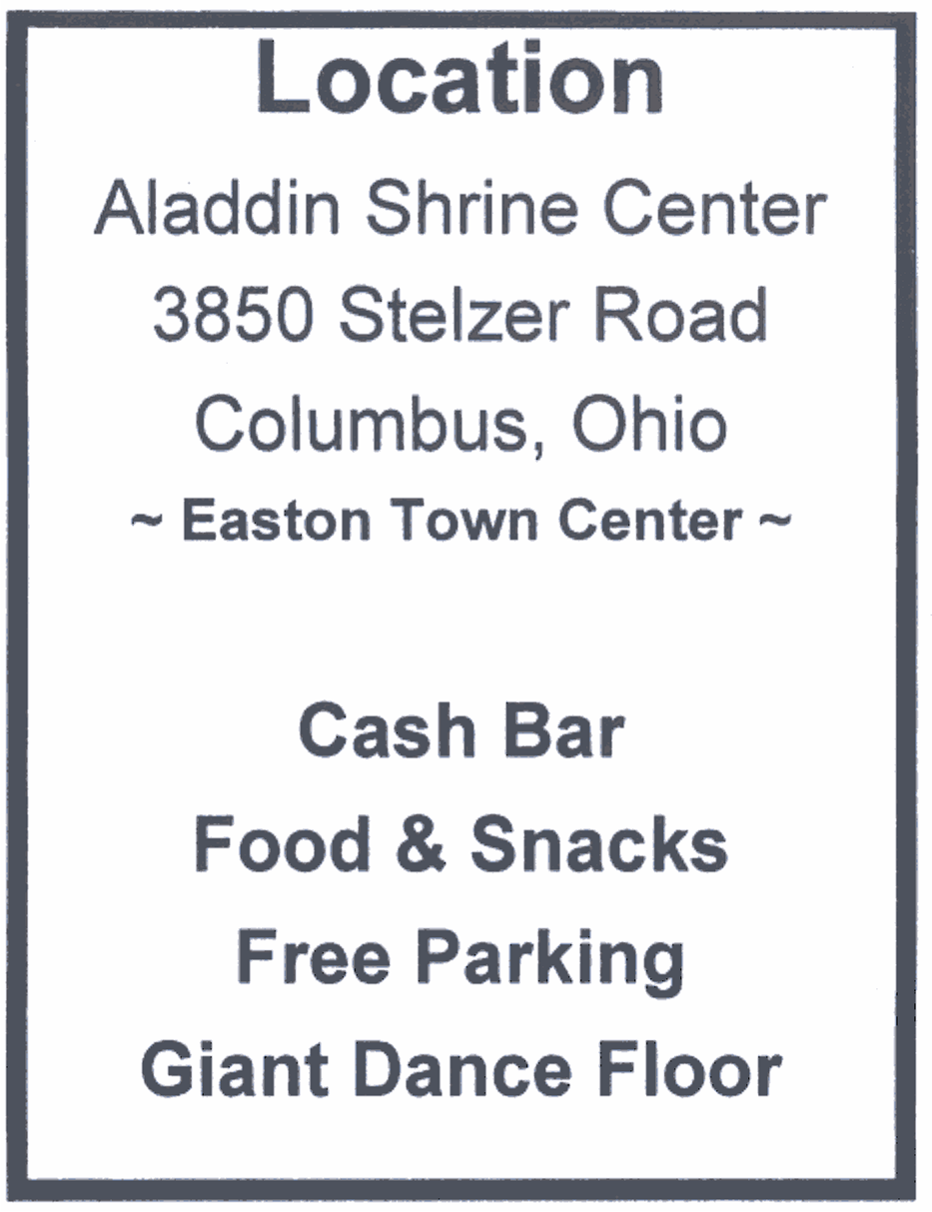 Location
Aladdin Shrine Center
3850 Stelzer Road
Columbus, Ohio
~ Easton Town Center ~
Cash Bar
Food & Snacks
Free Parking
Giant Dance Floor